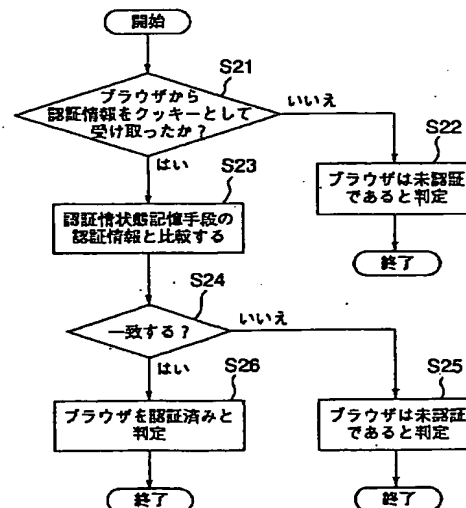 開始
S21
ブラウザから
認証情報をクッキーとして
受け取ったか？
いいえ
はい
S22
ブラウザは未認証
であると判定
終了
S23
認証情状態記憶手段の
認証情報と比較する
S24
一致する？
いいえ
はい
S25
ブラウザは未認証
であると判定
終了
S26
ブラウザを認証済みと
判定
終了